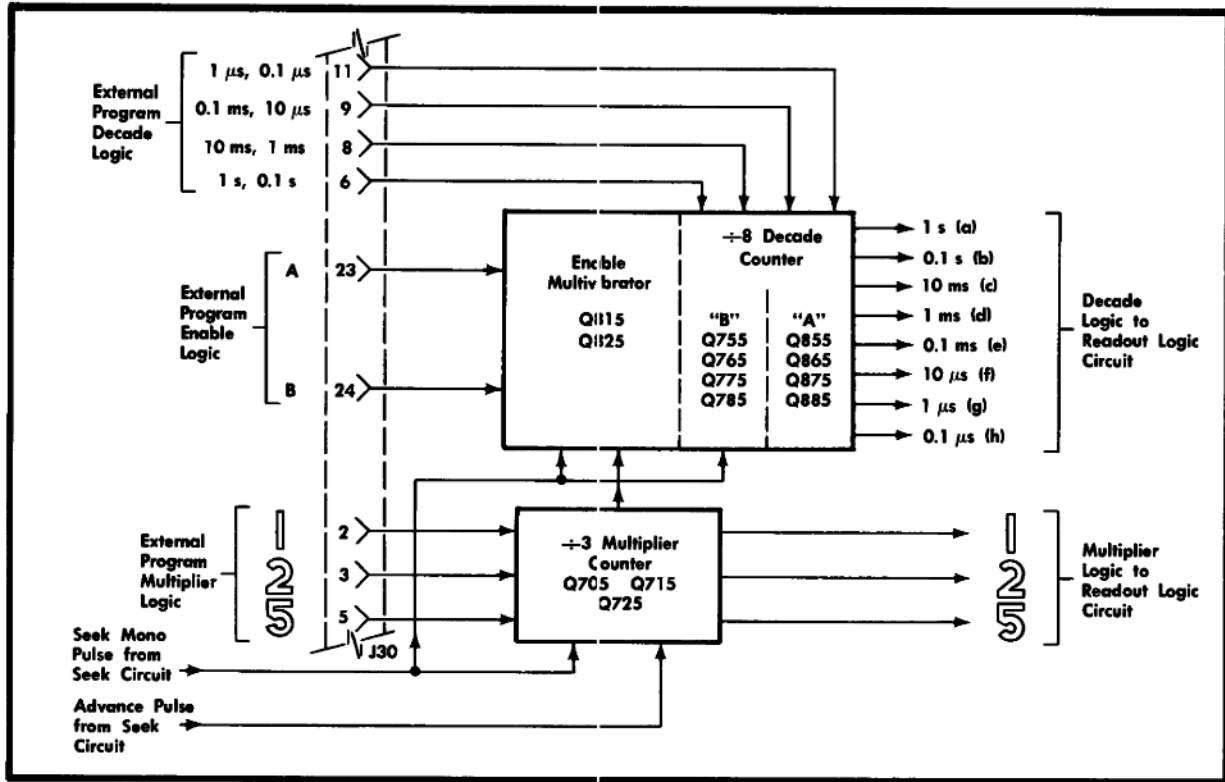 External
Program
Decade
Logic
1 μs, 0.1 μs 11
0.1 ms, 10 μs 9
10 ms, 1 ms 8
1 s, 0.1 s 6
External
Program
Enable
Logic
A 23
B 24
Enable
Multivibrator
Q815
Q825
÷8 Decade
Counter
"B"
Q755
Q765
Q775
Q785
"A"
Q855
Q865
Q875
Q885
1 s (a)
0.1 s (b)
10 ms (c)
1 ms (d)
0.1 ms (e)
10 μs (f)
1 μs (g)
0.1 μs (h)
Decade
Logic to
Readout Logic
Circuit
External
Program
Multiplier
Logic
1 2
2 3
5 5
J30
÷3 Multiplier
Counter
Q705 Q715
Q725
1
2
5
Multiplier
Logic to
Readout Logic
Circuit
Seek Mono
Pulse from
Seek Circuit
Advance Pulse
from Seek
Circuit